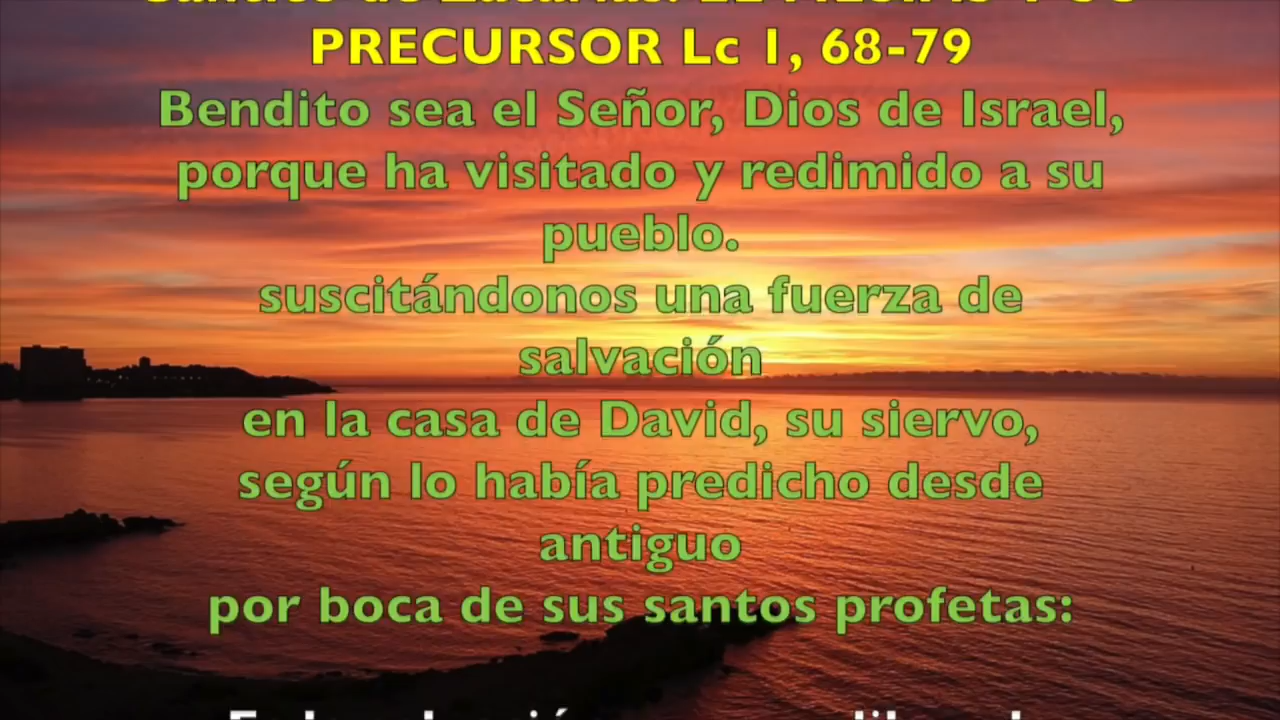 PRECURSOR Lc 1, 68-79
Bendito sea el Señor, Dios de Israel,
porque ha visitado y redimido a su
pueblo.
suscitándonos una fuerza de
salvación
en la casa de David, su siervo,
según lo había predicho desde
antiguo
por boca de sus santos profetas: